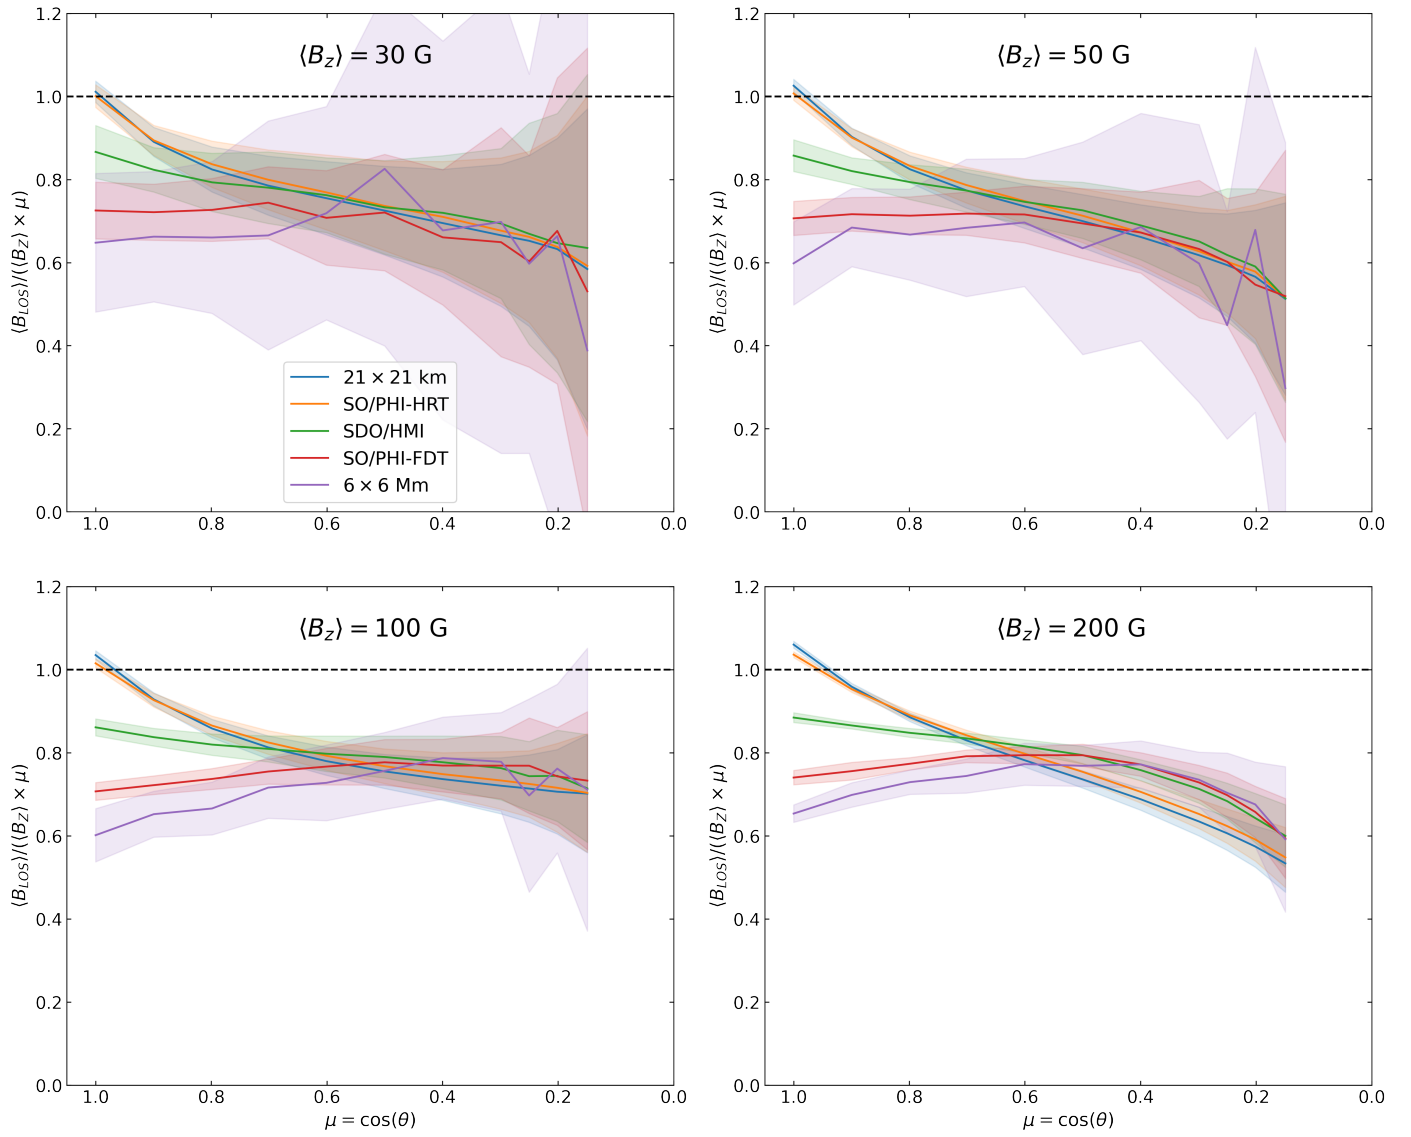 ⟨B_z⟩ = 30 G
1.2
1.0
0.8
0.6
0.4
0.2
0.0
⟨B_LOS⟩/(⟨B_Z⟩ × μ)
21 × 21 km
SO/PHI-HRT
SDO/HMI
SO/PHI-FDT
6 × 6 Mm
1.0 0.8 0.6 0.4 0.2 0.0
⟨B_z⟩ = 50 G
1.2
1.0
0.8
0.6
0.4
0.2
0.0
⟨B_LOS⟩/(⟨B_Z⟩ × μ)
1.0 0.8 0.6 0.4 0.2 0.0
⟨B_z⟩ = 100 G
1.2
1.0
0.8
0.6
0.4
0.2
0.0
⟨B_LOS⟩/(⟨B_Z⟩ × μ)
1.0 0.8 0.6 0.4 0.2 0.0
μ = cos(θ)
⟨B_z⟩ = 200 G
1.2
1.0
0.8
0.6
0.4
0.2
0.0
⟨B_LOS⟩/(⟨B_Z⟩ × μ)
1.0 0.8 0.6 0.4 0.2 0.0
μ = cos(θ)